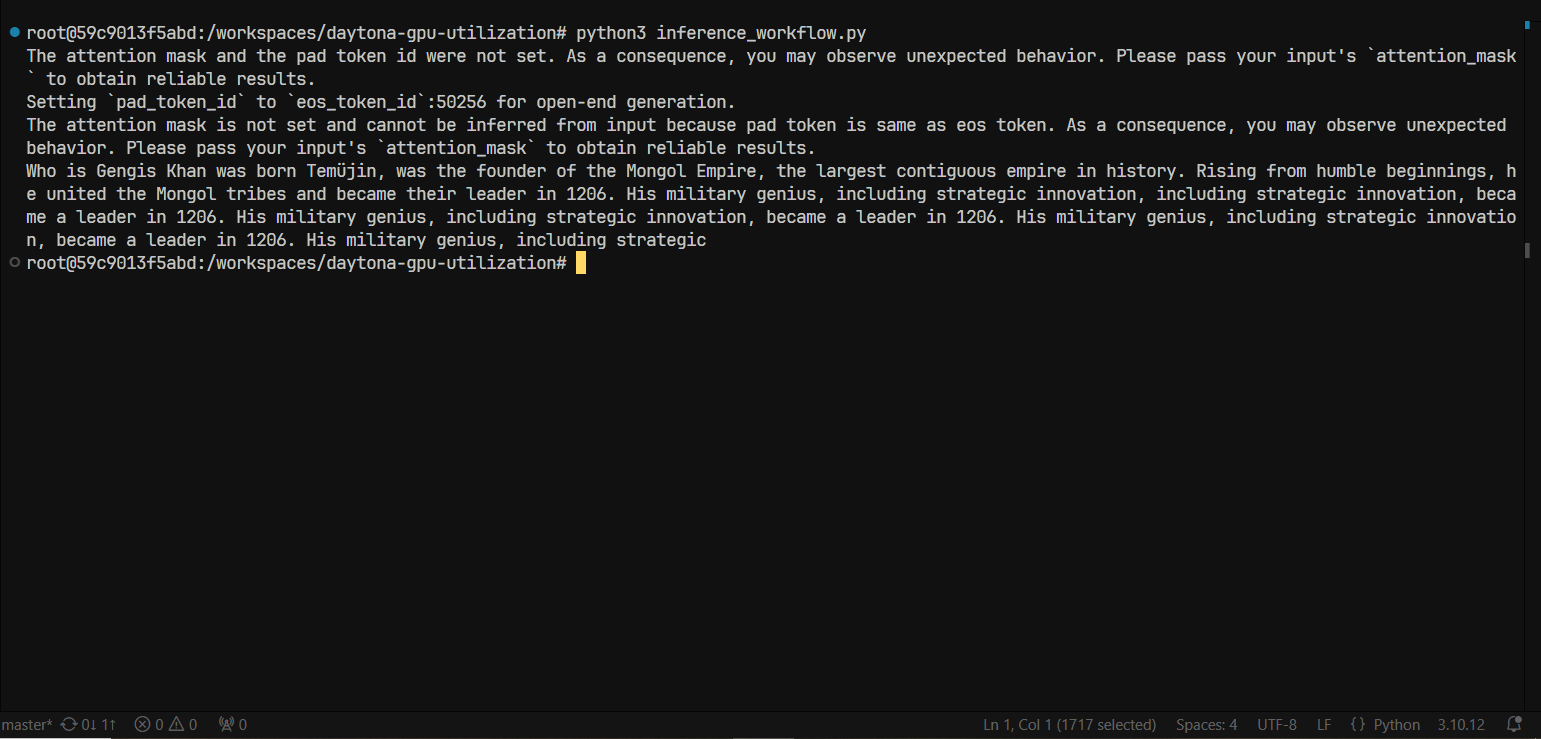 root@59c9013f5abd:/workspaces/daytona-gpu-utilization# python3 inference_workflow.py
The attention mask and the pad token id were not set. As a consequence, you may observe unexpected behavior. Please pass your input's `attention_mask
` to obtain reliable results.
Setting `pad_token_id` to `eos_token_id`:50256 for open-end generation.
The attention mask is not set and cannot be inferred from input because pad token is same as eos token. As a consequence, you may observe unexpected
behavior. Please pass your input's `attention_mask` to obtain reliable results.
Who is Gengis Khan was born Temüjin, was the founder of the Mongol Empire, the largest contiguous empire in history. Rising from humble beginnings, h
e united the Mongol tribes and became their leader in 1206. His military genius, including strategic innovation, including strategic innovation, beca
me a leader in 1206. His military genius, including strategic innovation, became a leader in 1206. His military genius, including strategic innovatio
n, became a leader in 1206. His military genius, including strategic
root@59c9013f5abd:/workspaces/daytona-gpu-utilization#
master* 0↓ 1↑ 0 0 0 Ln 1, Col 1 (1717 selected) Spaces: 4 UTF-8 LF {} Python 3.10.12